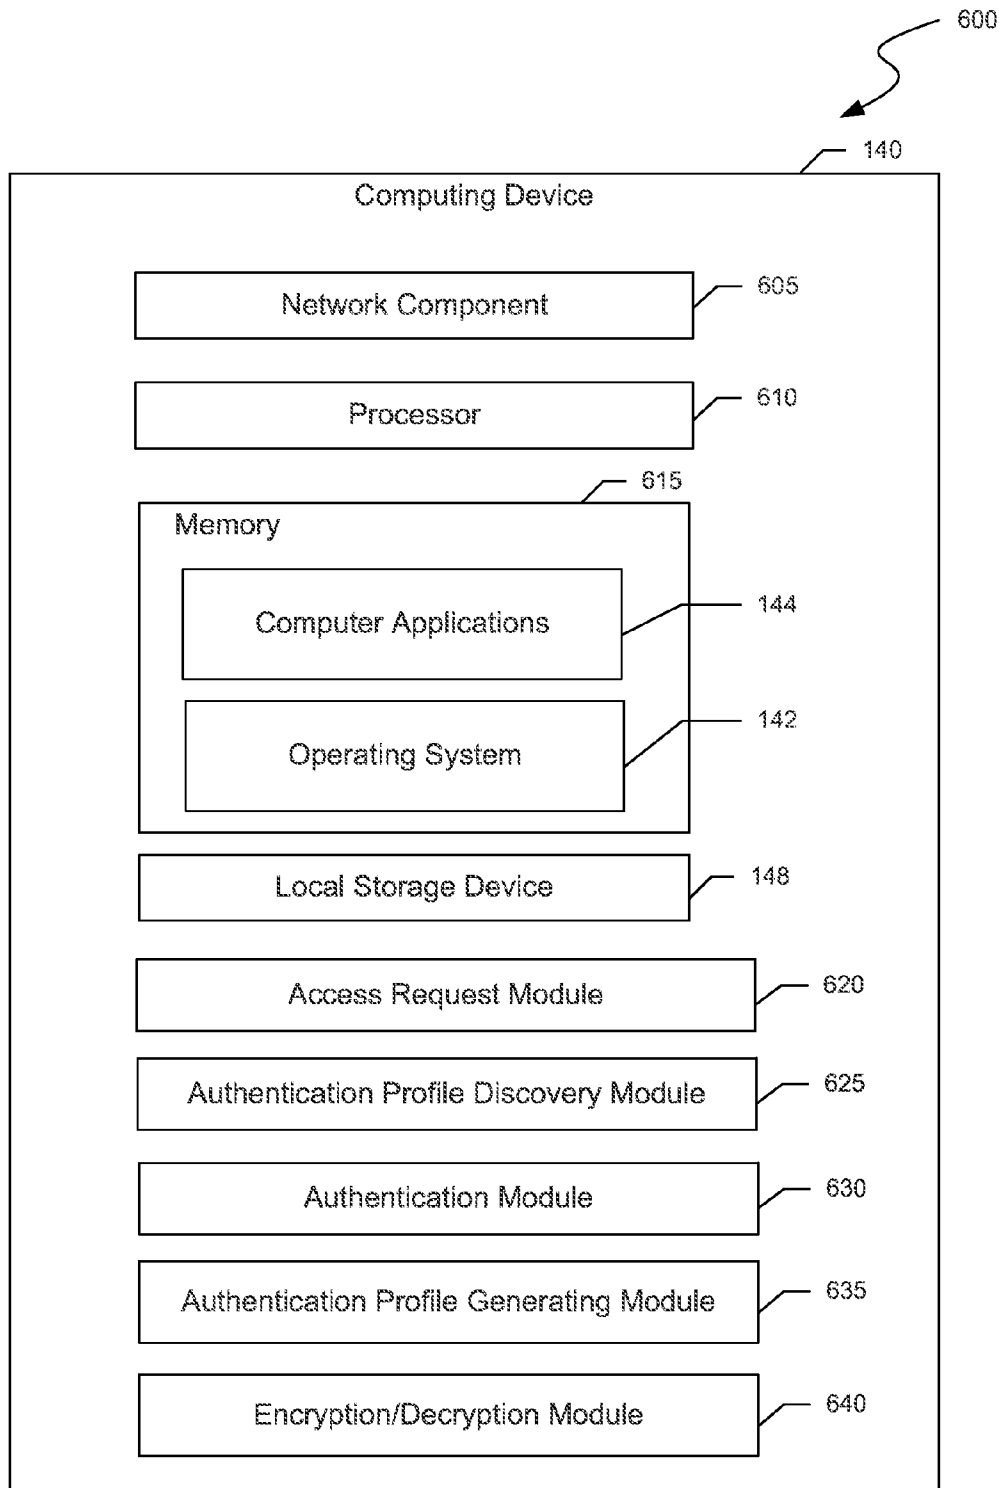 600
140
Computing Device
605
Network Component
610
Processor
615
Memory
144
Computer Applications
142
Operating System
148
Local Storage Device
620
Access Request Module
625
Authentication Profile Discovery Module
630
Authentication Module
635
Authentication Profile Generating Module
640
Encryption/Decryption Module